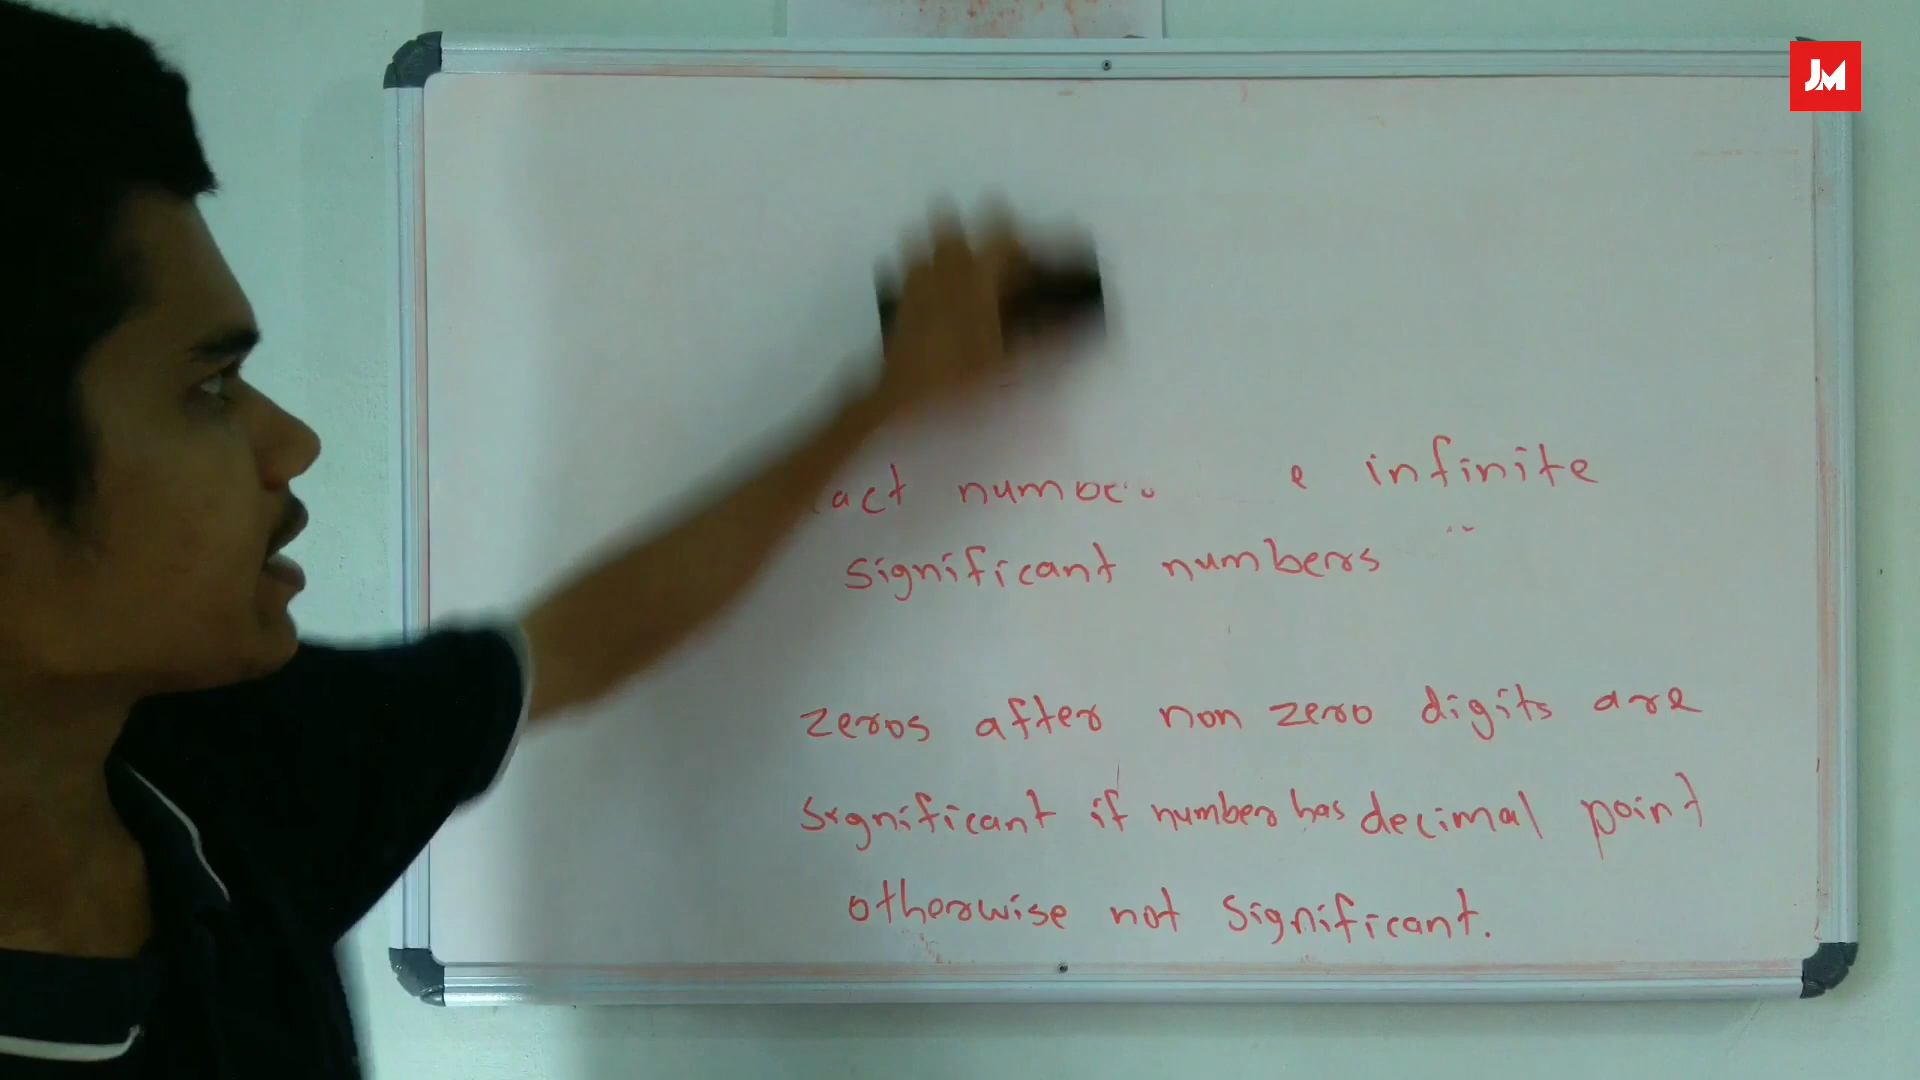 JM
act e infinite
significant numbers
zeros after non zero digits are
significant if number has decimal point
otherwise not significant.